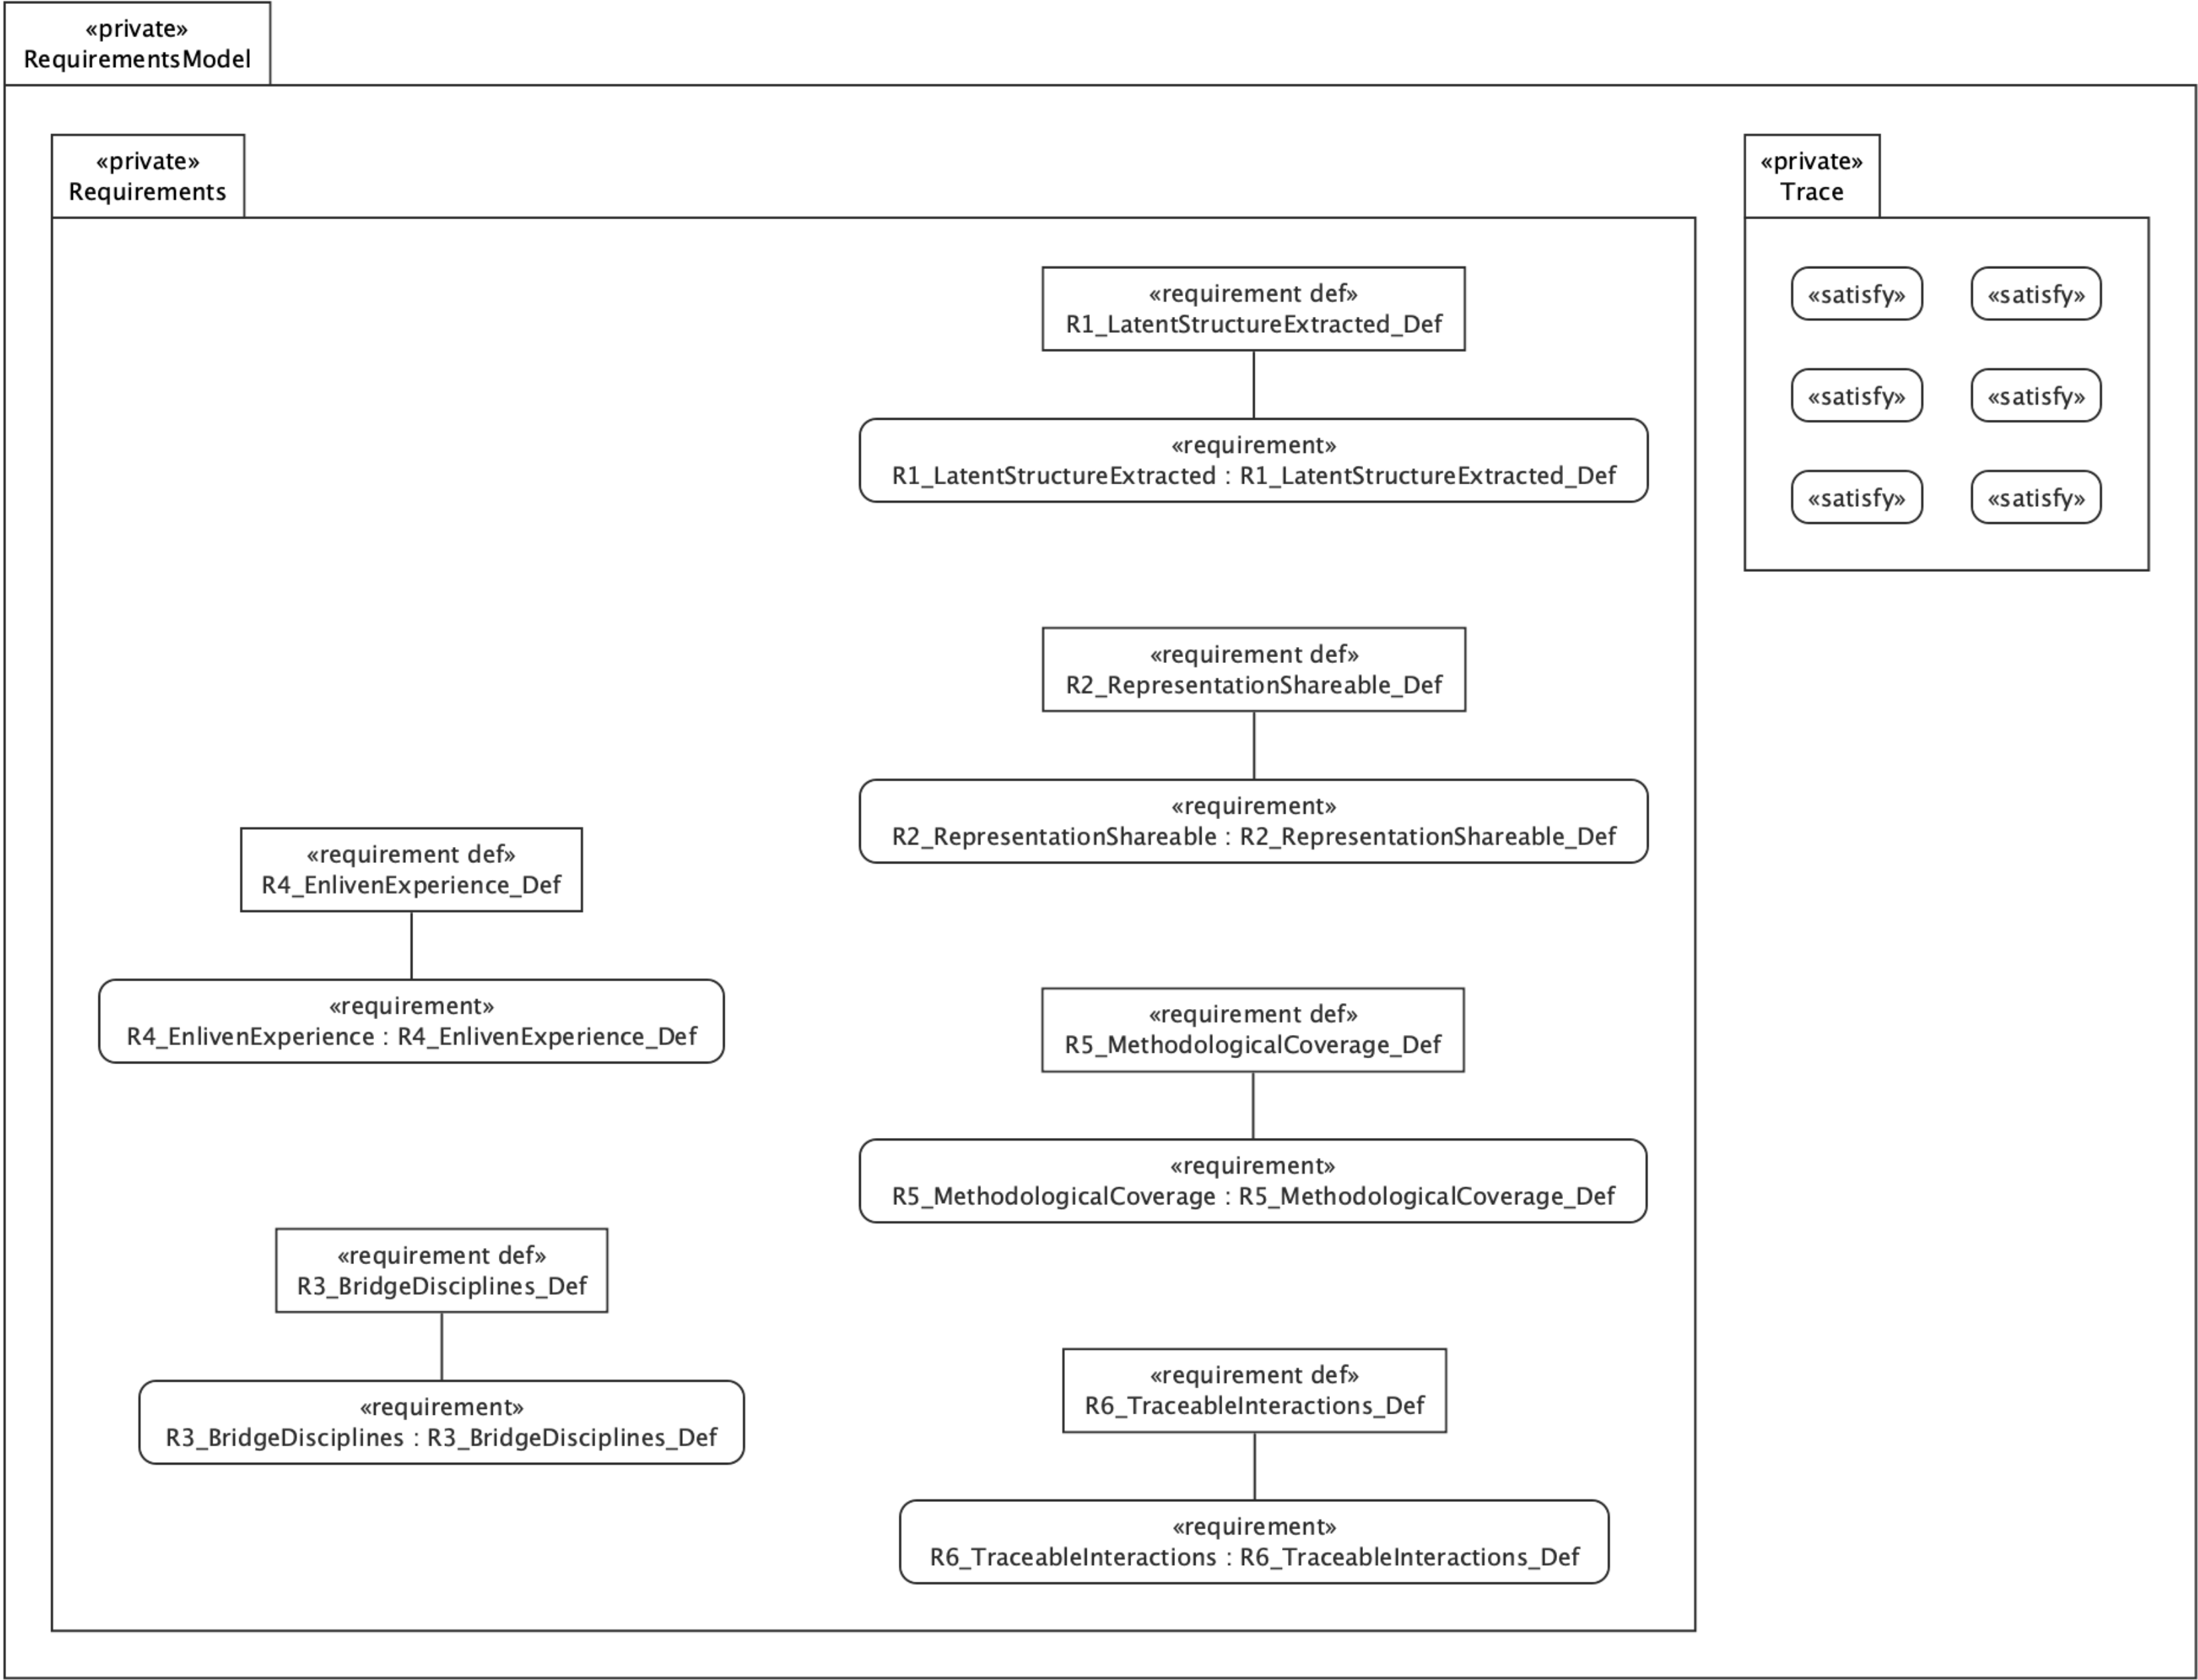 «private»
RequirementsModel
«private»
Requirements
«private»
Trace
«requirement def»
R1_LatentStructureExtracted_Def
«requirement»
R1_LatentStructureExtracted : R1_LatentStructureExtracted_Def
«satisfy»
«satisfy»
«satisfy»
«satisfy»
«satisfy»
«satisfy»
«requirement def»
R2_RepresentationShareable_Def
«requirement»
R2_RepresentationShareable : R2_RepresentationShareable_Def
«requirement def»
R4_EnlivenExperience_Def
«requirement»
R4_EnlivenExperience : R4_EnlivenExperience_Def
«requirement def»
R5_MethodologicalCoverage_Def
«requirement»
R5_MethodologicalCoverage : R5_MethodologicalCoverage_Def
«requirement def»
R3_BridgeDisciplines_Def
«requirement»
R3_BridgeDisciplines : R3_BridgeDisciplines_Def
«requirement def»
R6_TraceableInteractions_Def
«requirement»
R6_TraceableInteractions : R6_TraceableInteractions_Def